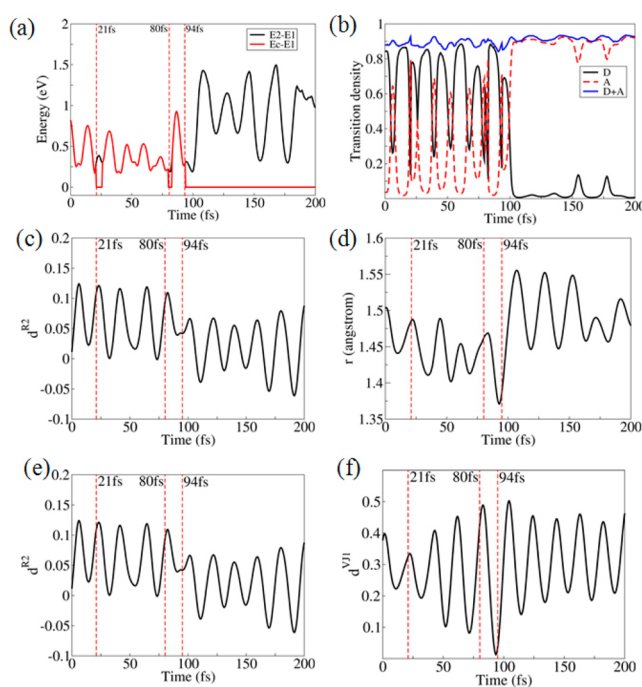 (a)
21fs
80fs
94fs
E2-E1
Ec-E1
Energy (eV)
2
1.5
1
0.5
0
0
50
100
150
200
Time (fs)
(b)
D
A
D+A
Transition density
1
0.8
0.6
0.4
0.2
0
50
75
100
150
200
Time (fs)
(c)
21fs
80fs
94fs
d^R2
0.2
0.15
0.1
0.05
0
-0.05
-0.1
0
50
75
100
150
200
Time (fs)
(d)
21fs
80fs
94fs
r (angstrom)
1.6
1.55
1.5
1.45
1.4
1.35
0
50
75
100
150
200
Time (fs)
(e)
21fs
80fs
94fs
d^R2
0.2
0.15
0.1
0.05
0
-0.05
-0.1
0
50
75
100
150
200
Time (fs)
(f)
21fs
80fs
94fs
d^VJ1
0.5
0.4
0.3
0.2
0.1
0
50
75
100
150
200
Time (fs)